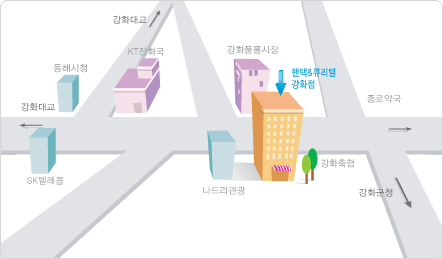 강화대교
KT전화국
강화풍물시장
동해시청
팬택&큐리텔
강화점
강화대교
종로약국
SK텔레콤
나드리관광
강화축협
강화군청